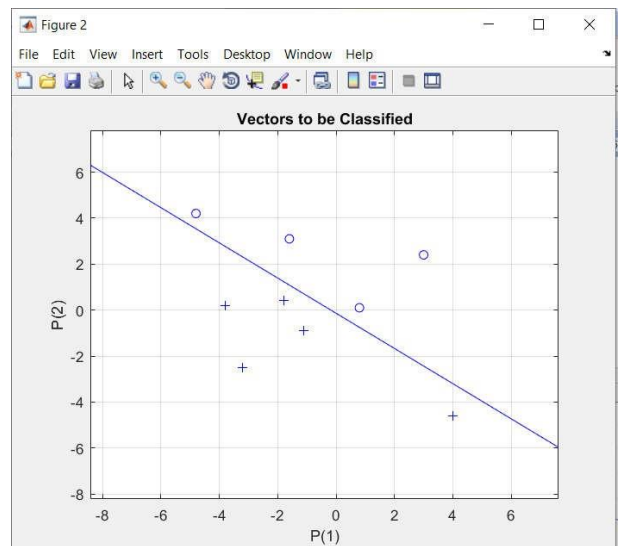 Figure 2
File Edit View Insert Tools Desktop Window Help
Vectors to be Classified
6
4
2
0
-2
-4
-6
-8
P(2)
-8 -6 -4 -2 0 2 4 6
P(1)